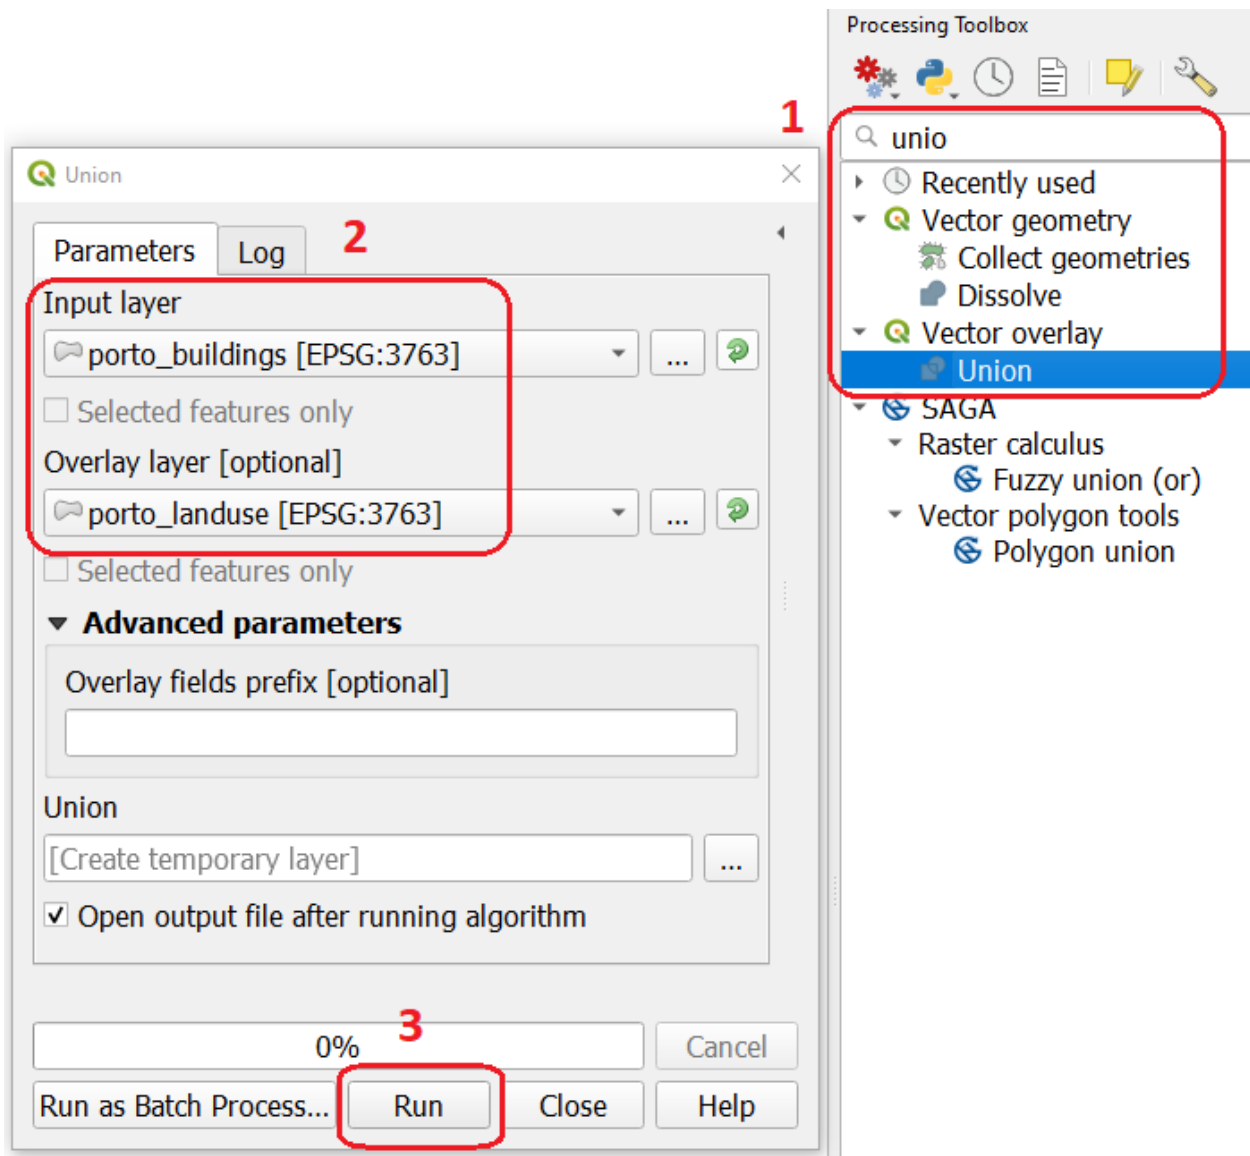 Processing Toolbox
1
unio
Recently used
Vector geometry
Collect geometries
Dissolve
Vector overlay
Union
SAGA
Raster calculus
Fuzzy union (or)
Vector polygon tools
Polygon union
Union
Parameters
Log
2
Input layer
porto_buildings [EPSG:3763]
...
Selected features only
Overlay layer [optional]
porto_landuse [EPSG:3763]
...
Selected features only
Advanced parameters
Overlay fields prefix [optional]
Union
[Create temporary layer]
...
Open output file after running algorithm
3
0%
Cancel
Run as Batch Process...
Run
Close
Help